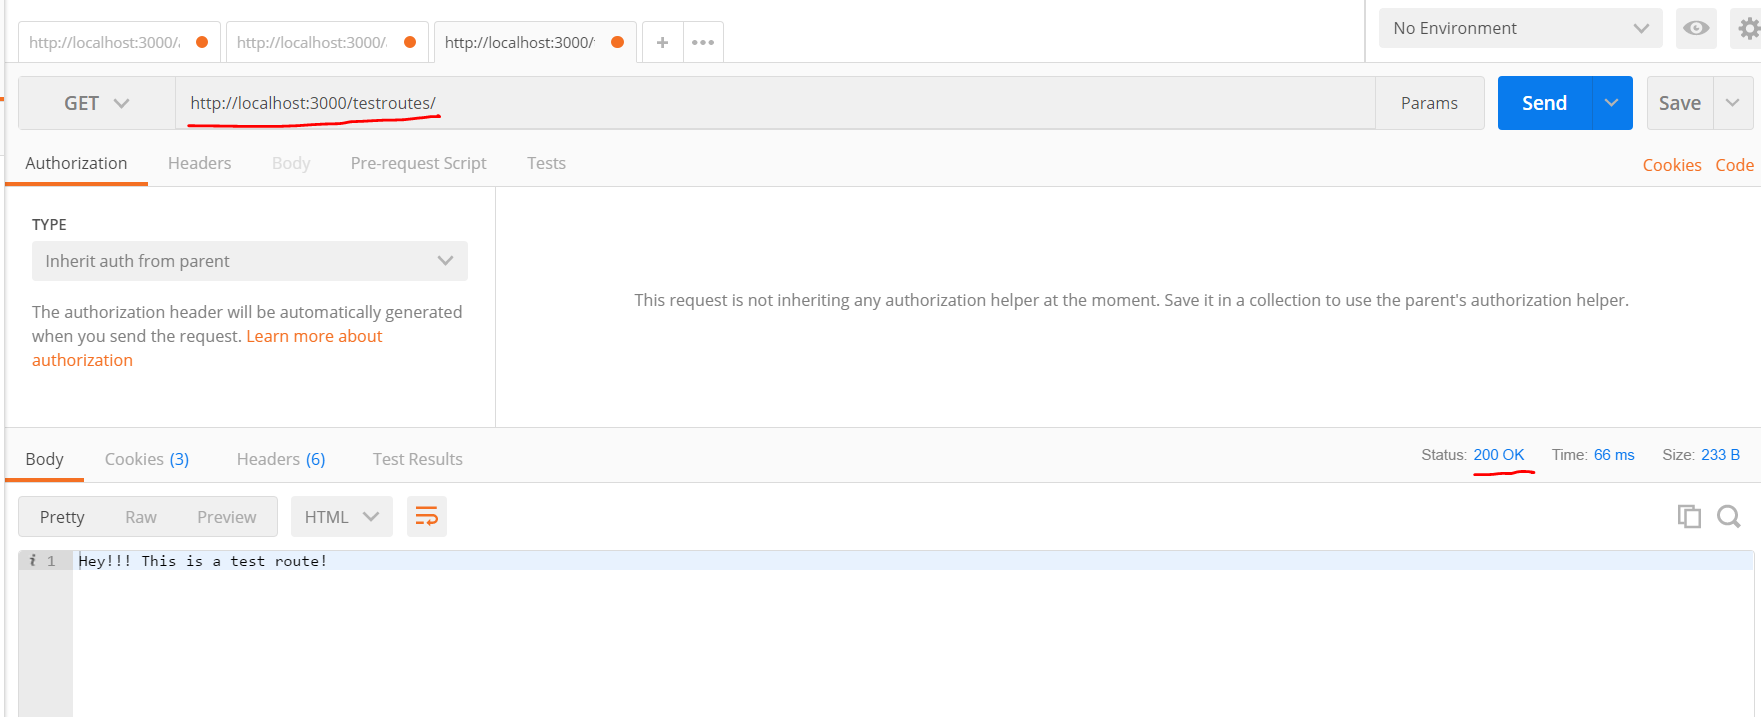 http://localhost:3000/ http://localhost:3000/ http://localhost:3000/ + ••• No Environment
GET http://localhost:3000/testroutes/ Params Send Save
Authorization Headers Body Pre-request Script Tests Cookies Code
TYPE
Inherit auth from parent
The authorization header will be automatically generated
when you send the request. Learn more about
authorization
This request is not inheriting any authorization helper at the moment. Save it in a collection to use the parent's authorization helper.
Body Cookies (3) Headers (6) Test Results Status: 200 OK Time: 66 ms Size: 233 B
Pretty Raw Preview HTML
i 1 Hey!!! This is a test route!